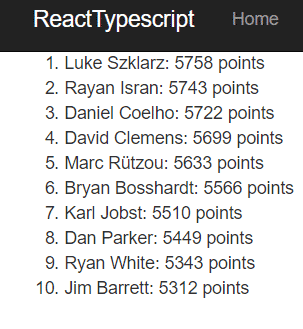 ReactTypescript Home
1. Luke Szklarz: 5758 points
2. Rayan Isran: 5743 points
3. Daniel Coelho: 5722 points
4. David Clemens: 5699 points
5. Marc Rützou: 5633 points
6. Bryan Bosshardt: 5566 points
7. Karl Jobst: 5510 points
8. Dan Parker: 5449 points
9. Ryan White: 5343 points
10. Jim Barrett: 5312 points